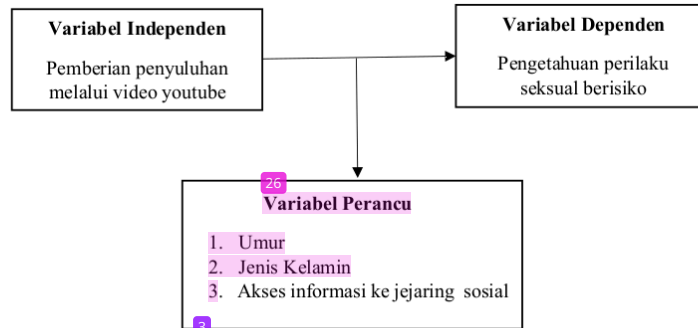 Variabel Independen
Pemberian penyuluhan
melalui video youtube
Variabel Dependen
Pengetahuan perilaku
seksual berisiko
26
Variabel Perancu
1. Umur
2. Jenis Kelamin
3. Akses informasi ke jejaring sosial
3